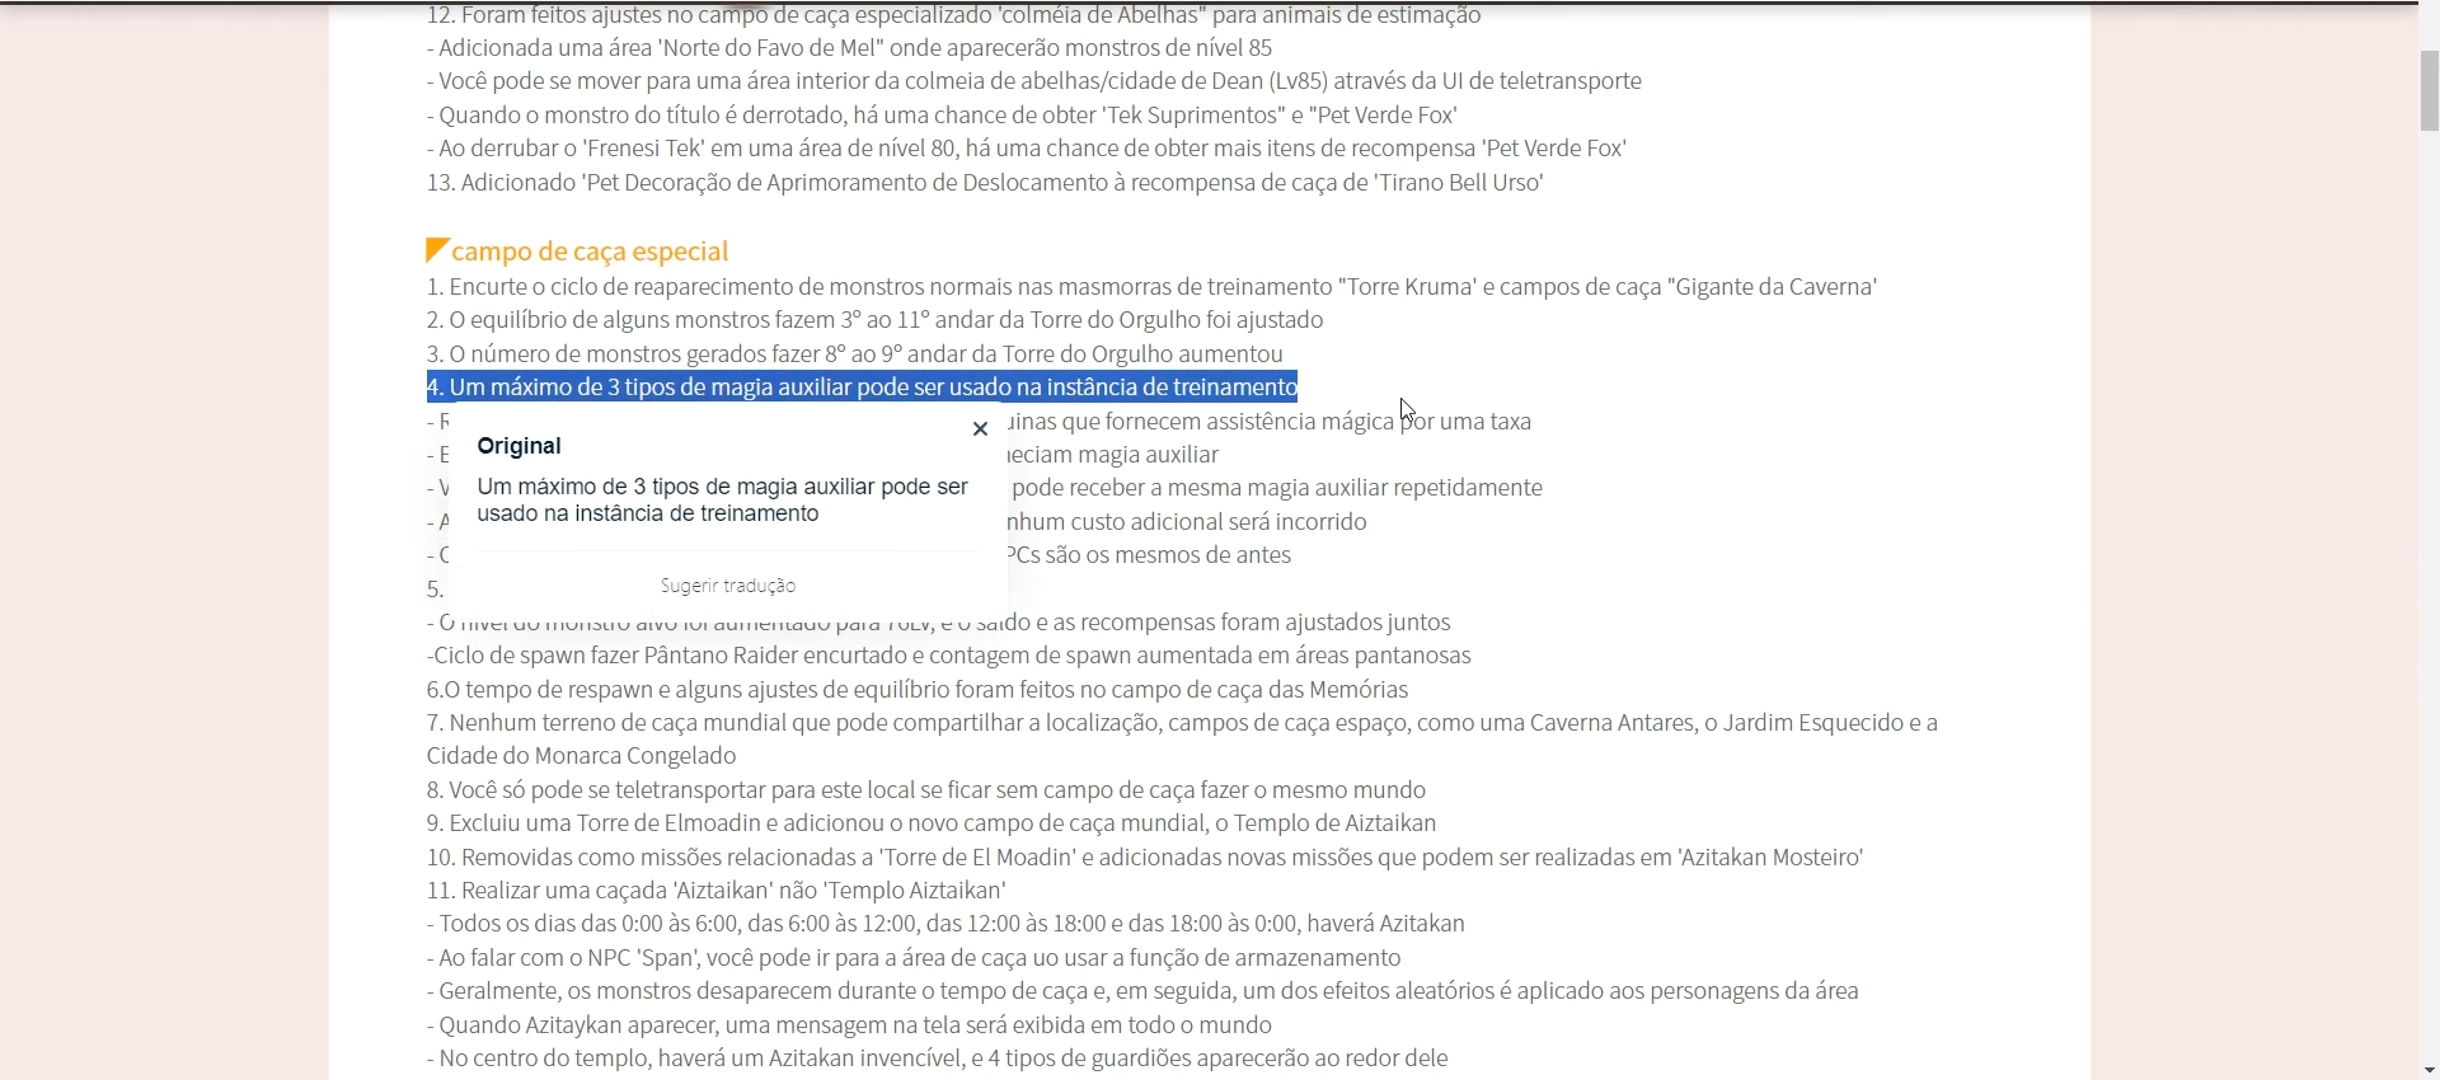 12. Foram feitos ajustes no campo de caça especializado 'colméia de Abelhas" para animais de estimação
- Adicionada uma área 'Norte do Favo de Mel" onde aparecerão monstros de nível 85
- Você pode se mover para uma área interior da colmeia de abelhas/cidade de Dean (Lv85) através da UI de teletransporte
- Quando o monstro do título é derrotado, há uma chance de obter 'Tek Suprimentos" e "Pet Verde Fox'
- Ao derrubar o 'Frenesi Tek' em uma área de nível 80, há uma chance de obter mais itens de recompensa 'Pet Verde Fox'
13. Adicionado 'Pet Decoração de Aprimoramento de Deslocamento à recompensa de caça de 'Tirano Bell Urso'
campo de caça especial
1. Encurte o ciclo de reaparecimento de monstros normais nas masmorras de treinamento "Torre Kruma' e campos de caça "Gigante da Caverna'
2. O equilíbrio de alguns monstros fazem 3º ao 11º andar da Torre do Orgulho foi ajustado
3. O número de monstros gerados fazer 8º ao 9º andar da Torre do Orgulho aumentou
4. Um máximo de 3 tipos de magia auxiliar pode ser usado na instância de treinamento
que fornecem assistência mágica por uma taxa
magia auxiliar
pode receber a mesma magia auxiliar repetidamente
custo adicional será incorrido
são os mesmos de antes
Original
Um máximo de 3 tipos de magia auxiliar pode ser
usado na instância de treinamento
Sugerir tradução
5.
- O nível do monstro alvo foi aumentado para 76Lv, e o saldo e as recompensas foram ajustados juntos
-Ciclo de spawn fazer Pântano Raider encurtado e contagem de spawn aumentada em áreas pantanosas
6.O tempo de respawn e alguns ajustes de equilíbrio foram feitos no campo de caça das Memórias
7. Nenhum terreno de caça mundial que pode compartilhar a localização, campos de caça espaço, como uma Caverna Antares, o Jardim Esquecido e a
Cidade do Monarca Congelado
8. Você só pode se teletransportar para este local se ficar sem campo de caça fazer o mesmo mundo
9. Excluiu uma Torre de Elmoadin e adicionou o novo campo de caça mundial, o Templo de Aiztaikan
10. Removidas como missões relacionadas a 'Torre de El Moadin' e adicionadas novas missões que podem ser realizadas em 'Azitakan Mosteiro'
11. Realizar uma caçada 'Aiztaikan' não 'Templo Aiztaikan'
- Todos os dias das 0:00 às 6:00, das 6:00 às 12:00, das 12:00 às 18:00 e das 18:00 às 0:00, haverá Azitakan
- Ao falar com o NPC 'Span', você pode ir para a área de caça uo usar a função de armazenamento
- Geralmente, os monstros desaparecem durante o tempo de caça e, em seguida, um dos efeitos aleatórios é aplicado aos personagens da área
- Quando Azitaykan aparecer, uma mensagem na tela será exibida em todo o mundo
- No centro do templo, haverá um Azitakan invencível, e 4 tipos de guardiões aparecerão ao redor dele